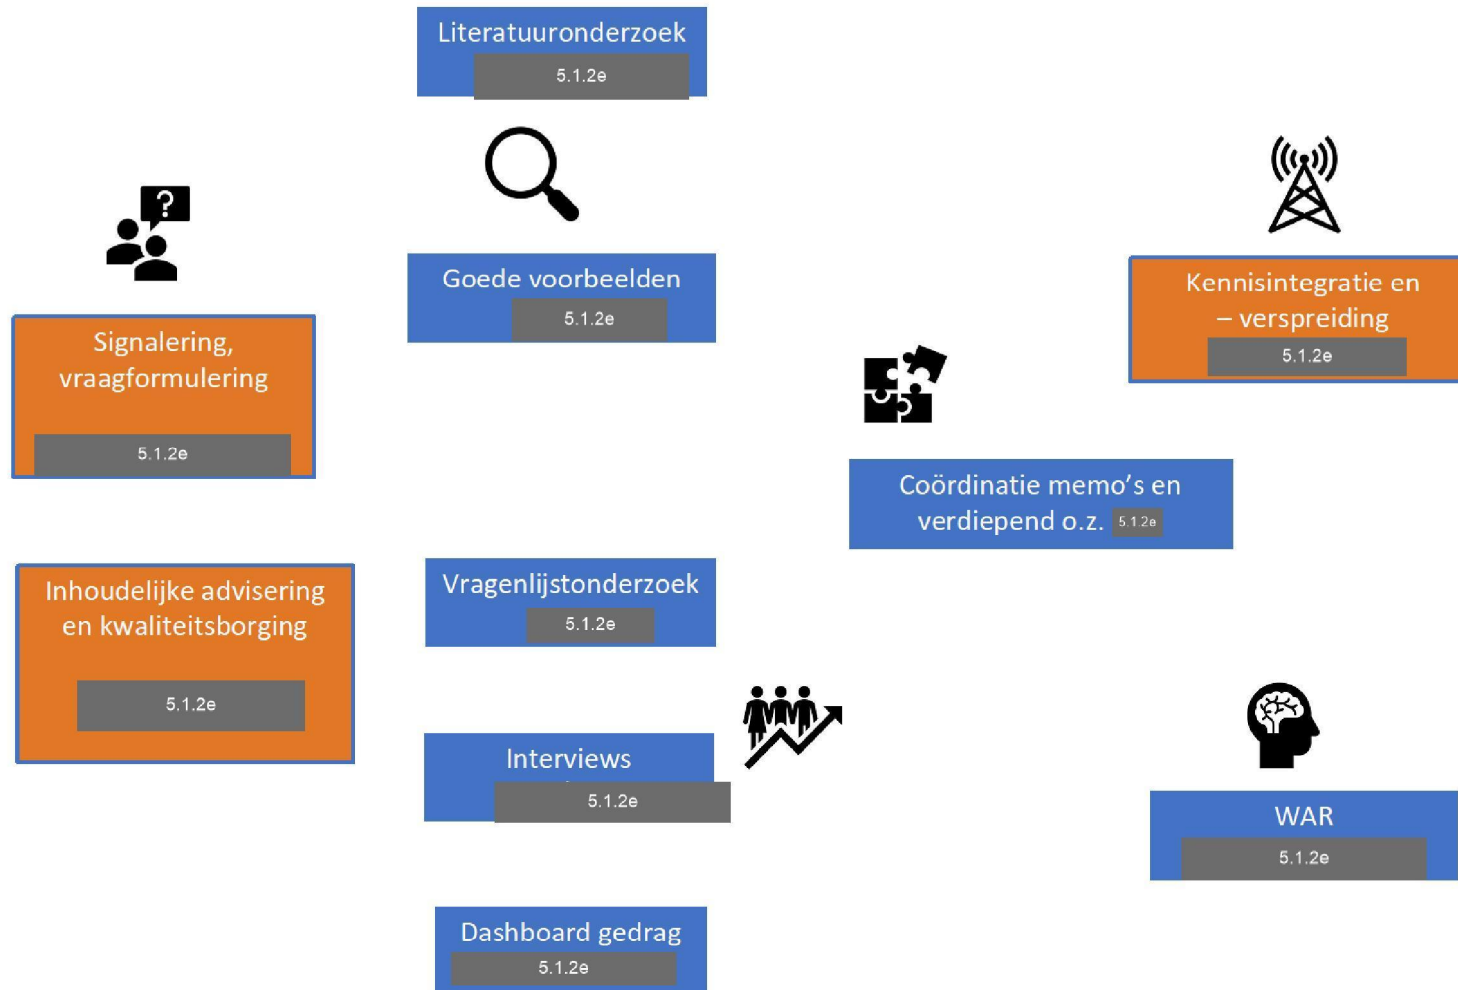 Literatuuronderzoek
5.1.2e
?
Goede voorbeelden
5.1.2e
Signalering,
vraagformulering
5.1.2e
Kennisintegratie en
– verspreiding
5.1.2e
Coördinatie memo's en
verdiepend o.z. 5.1.2e
Inhoudelijke advisering
en kwaliteitsborging
5.1.2e
Vragenlijstonderzoek
5.1.2e
Interviews
5.1.2e
WAR
5.1.2e
Dashboard gedrag
5.1.2e